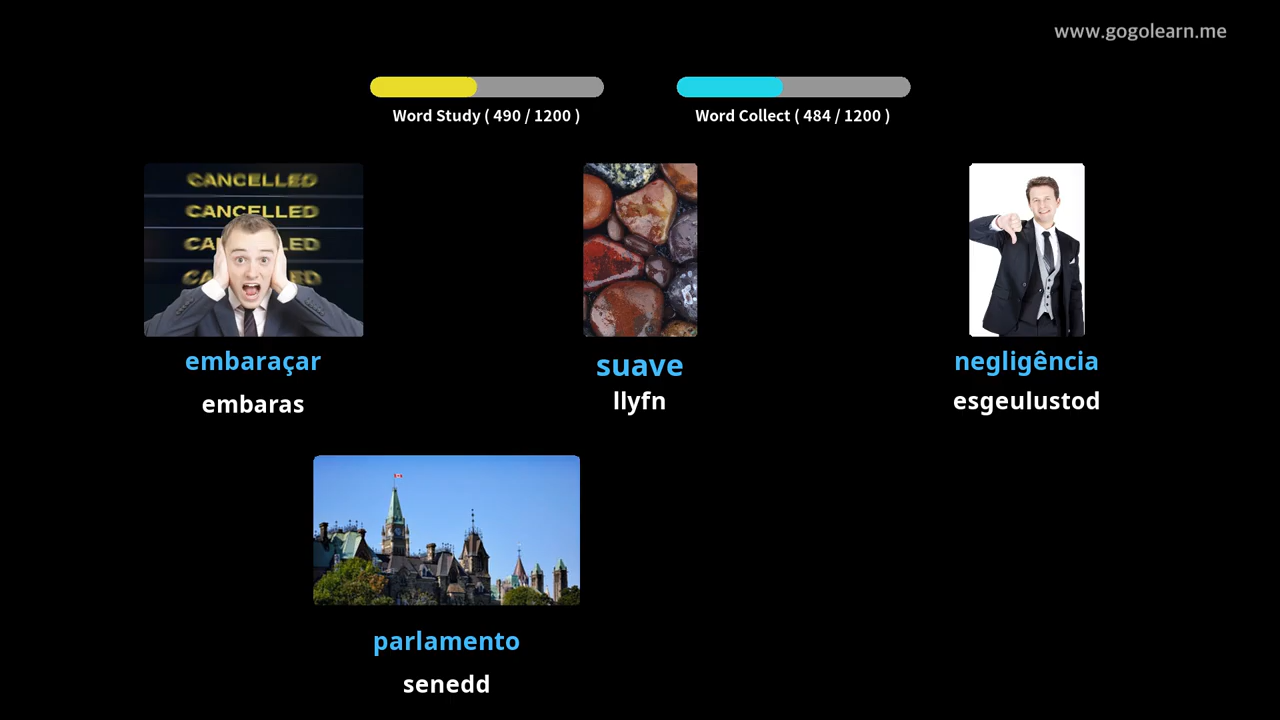 www.gogolearn.me
Word Study ( 490 / 1200 )
Word Collect ( 484 / 1200 )
CANCELLED
CANCELLED
embaraçar
suave
negligência
embaras
llyfn
esgeulustod
parlamento
senedd